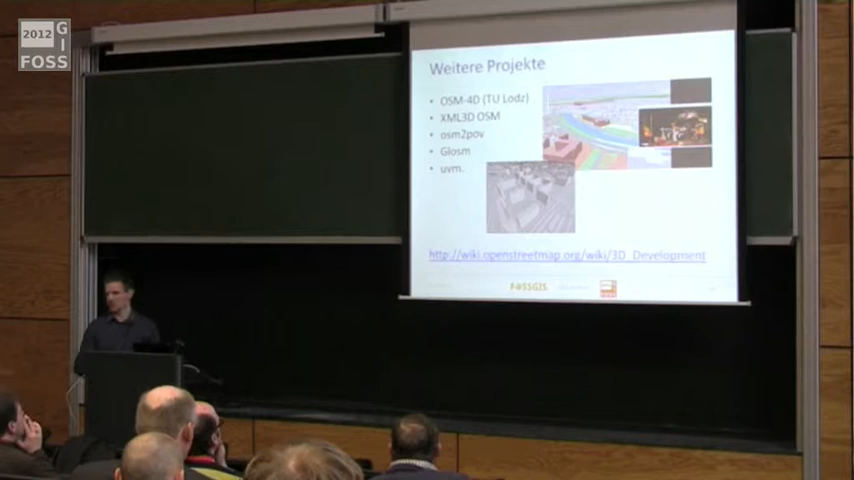 2012 GI
FOSS
Weitere Projekte
• OSM-4D (TU Lodz)
• XML3D OSM
• osm2pov
• Glosm
• uvm.
http://wiki.openstreetmap.org/wiki/3D_Development
FOSSGIS